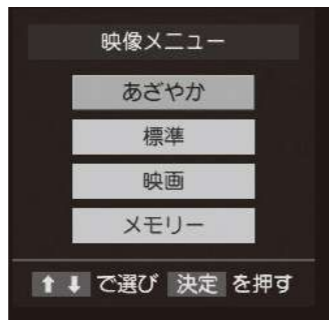 映像メニュー
あざやか
標準
映画
メモリー
⬆⬇ で選び 決定 を押す